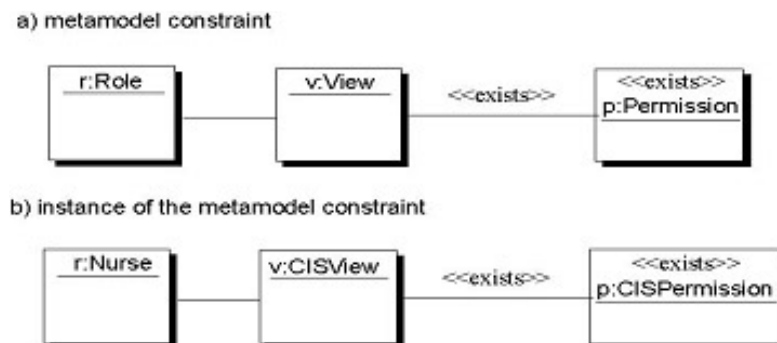 a) metamodel constraint
r:Role
v:View
<<exists>>
<<exists>>
p:Permission
b) instance of the metamodel constraint
r:Nurse
v:CISView
<<exists>>
<<exists>>
p:CISPermission